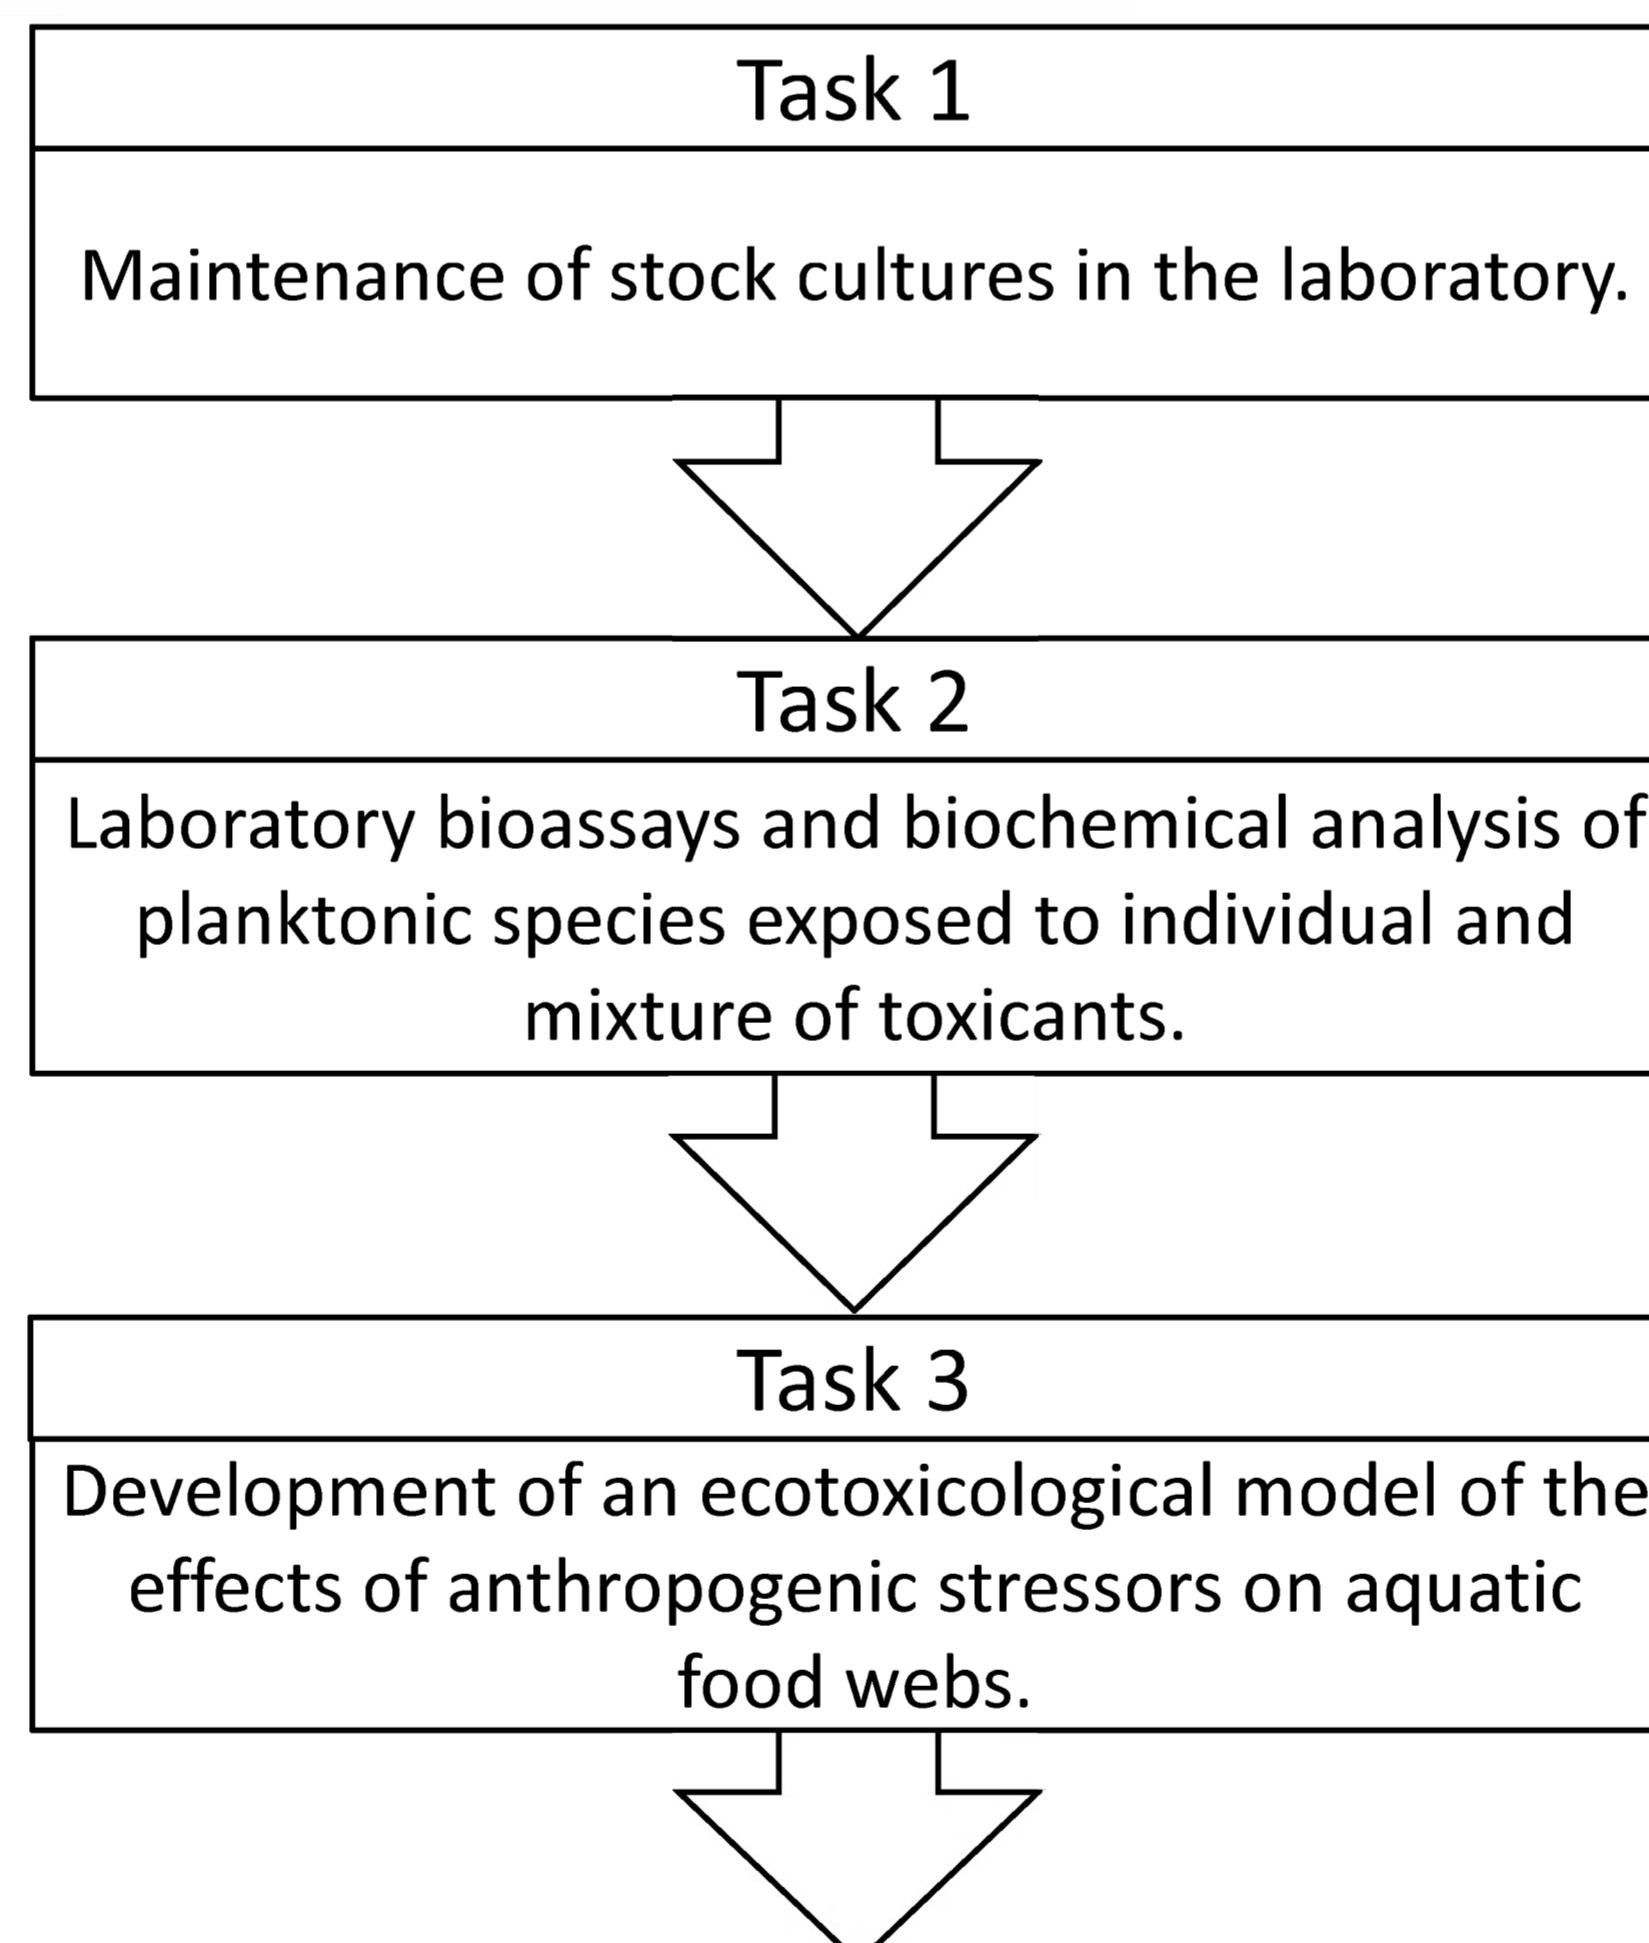 Task 1
Maintenance of stock cultures in the laboratory.
Task 2
Laboratory bioassays and biochemical analysis of
planktonic species exposed to individual and
mixture of toxicants.
Task 3
Development of an ecotoxicological model of the
effects of anthropogenic stressors on aquatic
food webs.